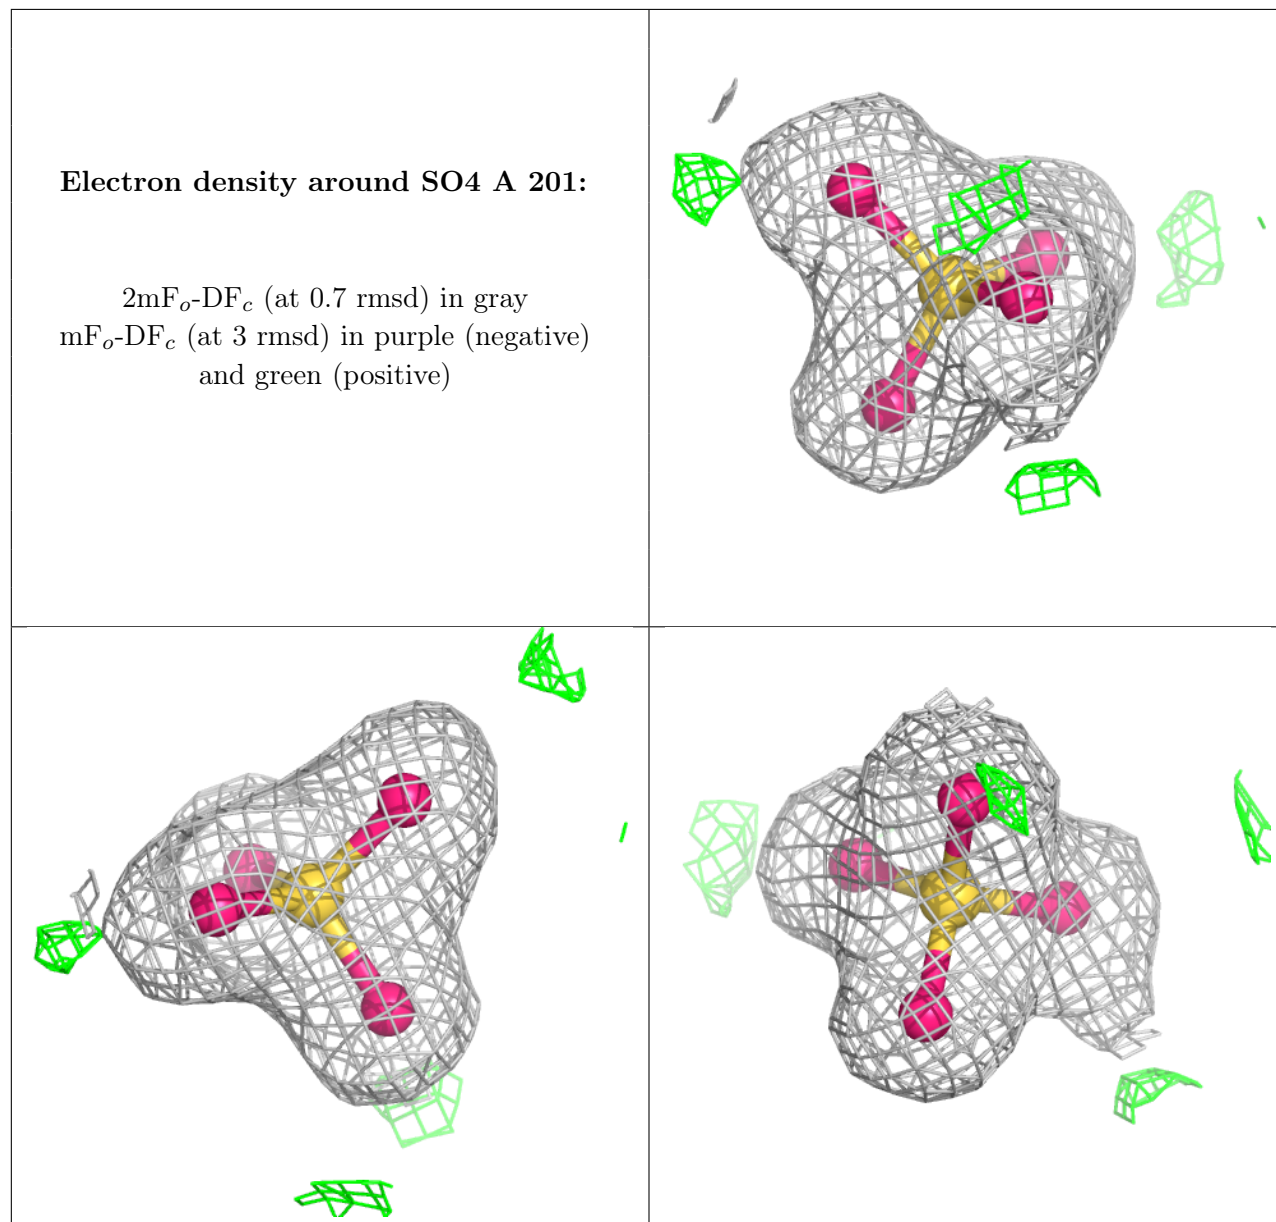 Electron density around SO4 A 201:
2mFₒ-DF𝒸 (at 0.7 rmsd) in gray
mFₒ-DF𝒸 (at 3 rmsd) in purple (negative)
and green (positive)